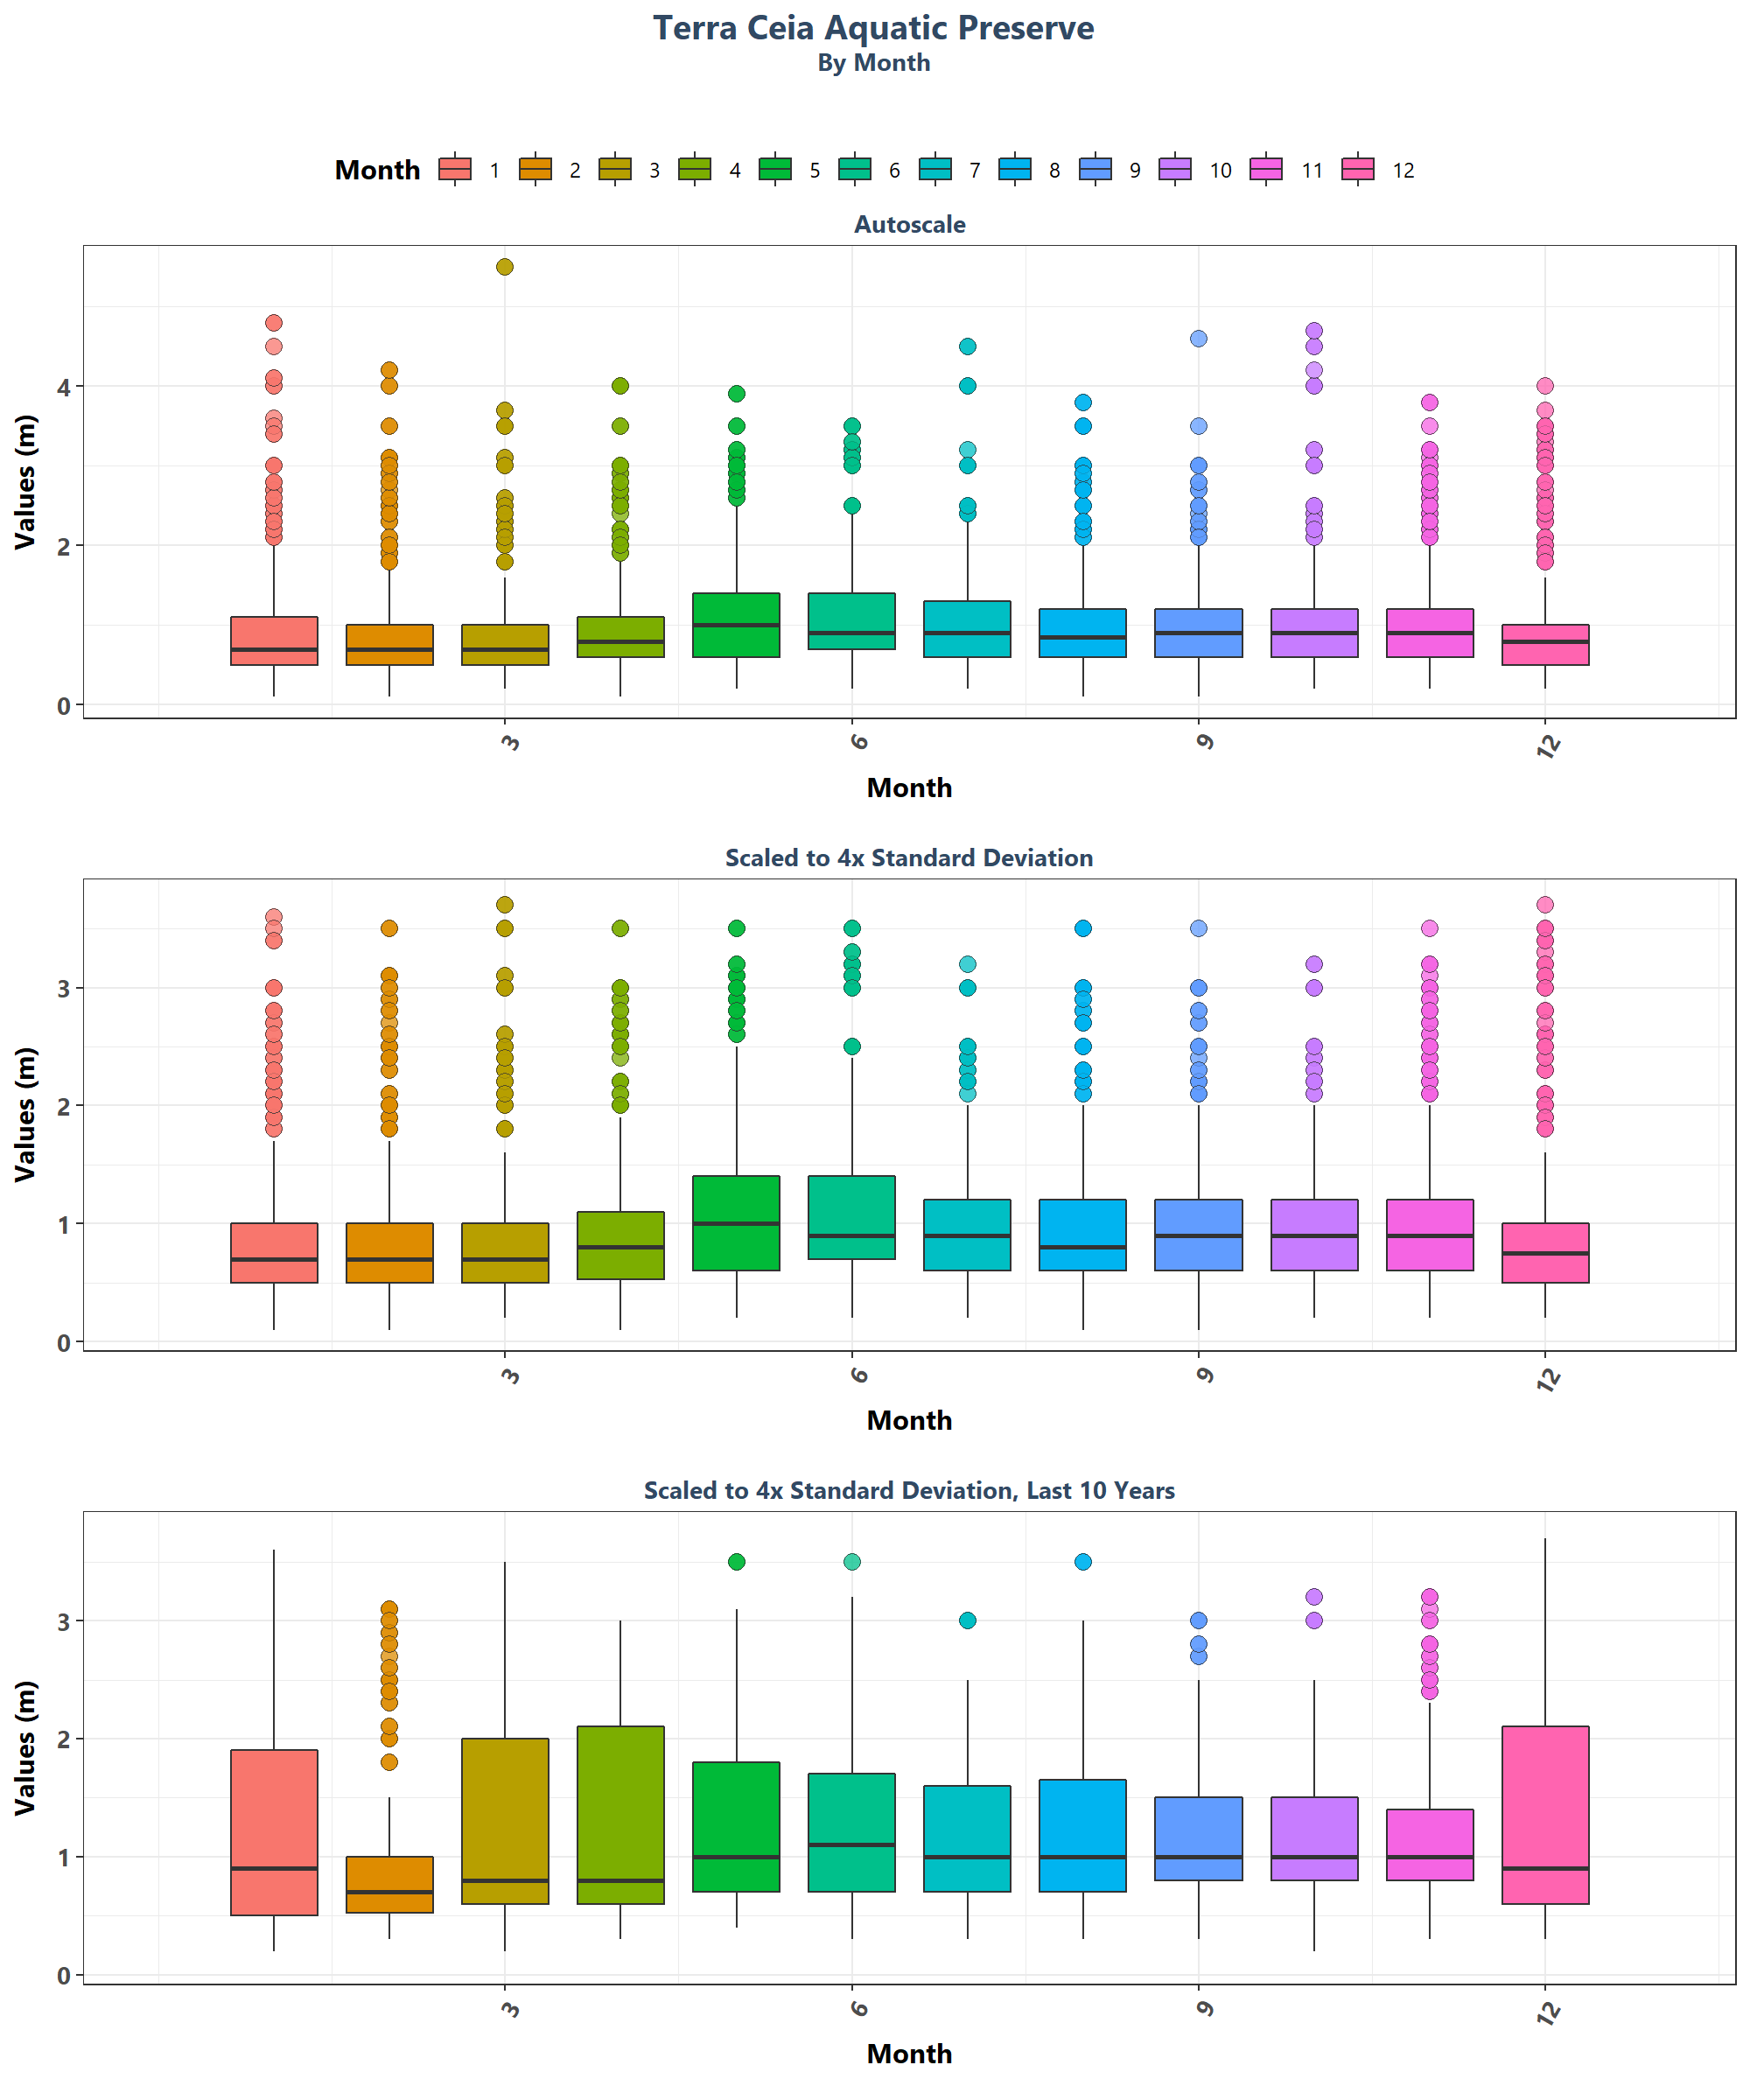 Terra Ceia Aquatic Preserve
By Month
Month 1 2 3 4 5 6 7 8 9 10 11 12
Autoscale
Values (m)
4
2
0
3 6 9 12
Month
Scaled to 4x Standard Deviation
Values (m)
3
2
1
0
3 6 9 12
Month
Scaled to 4x Standard Deviation, Last 10 Years
Values (m)
3
2
1
0
3 6 9 12
Month